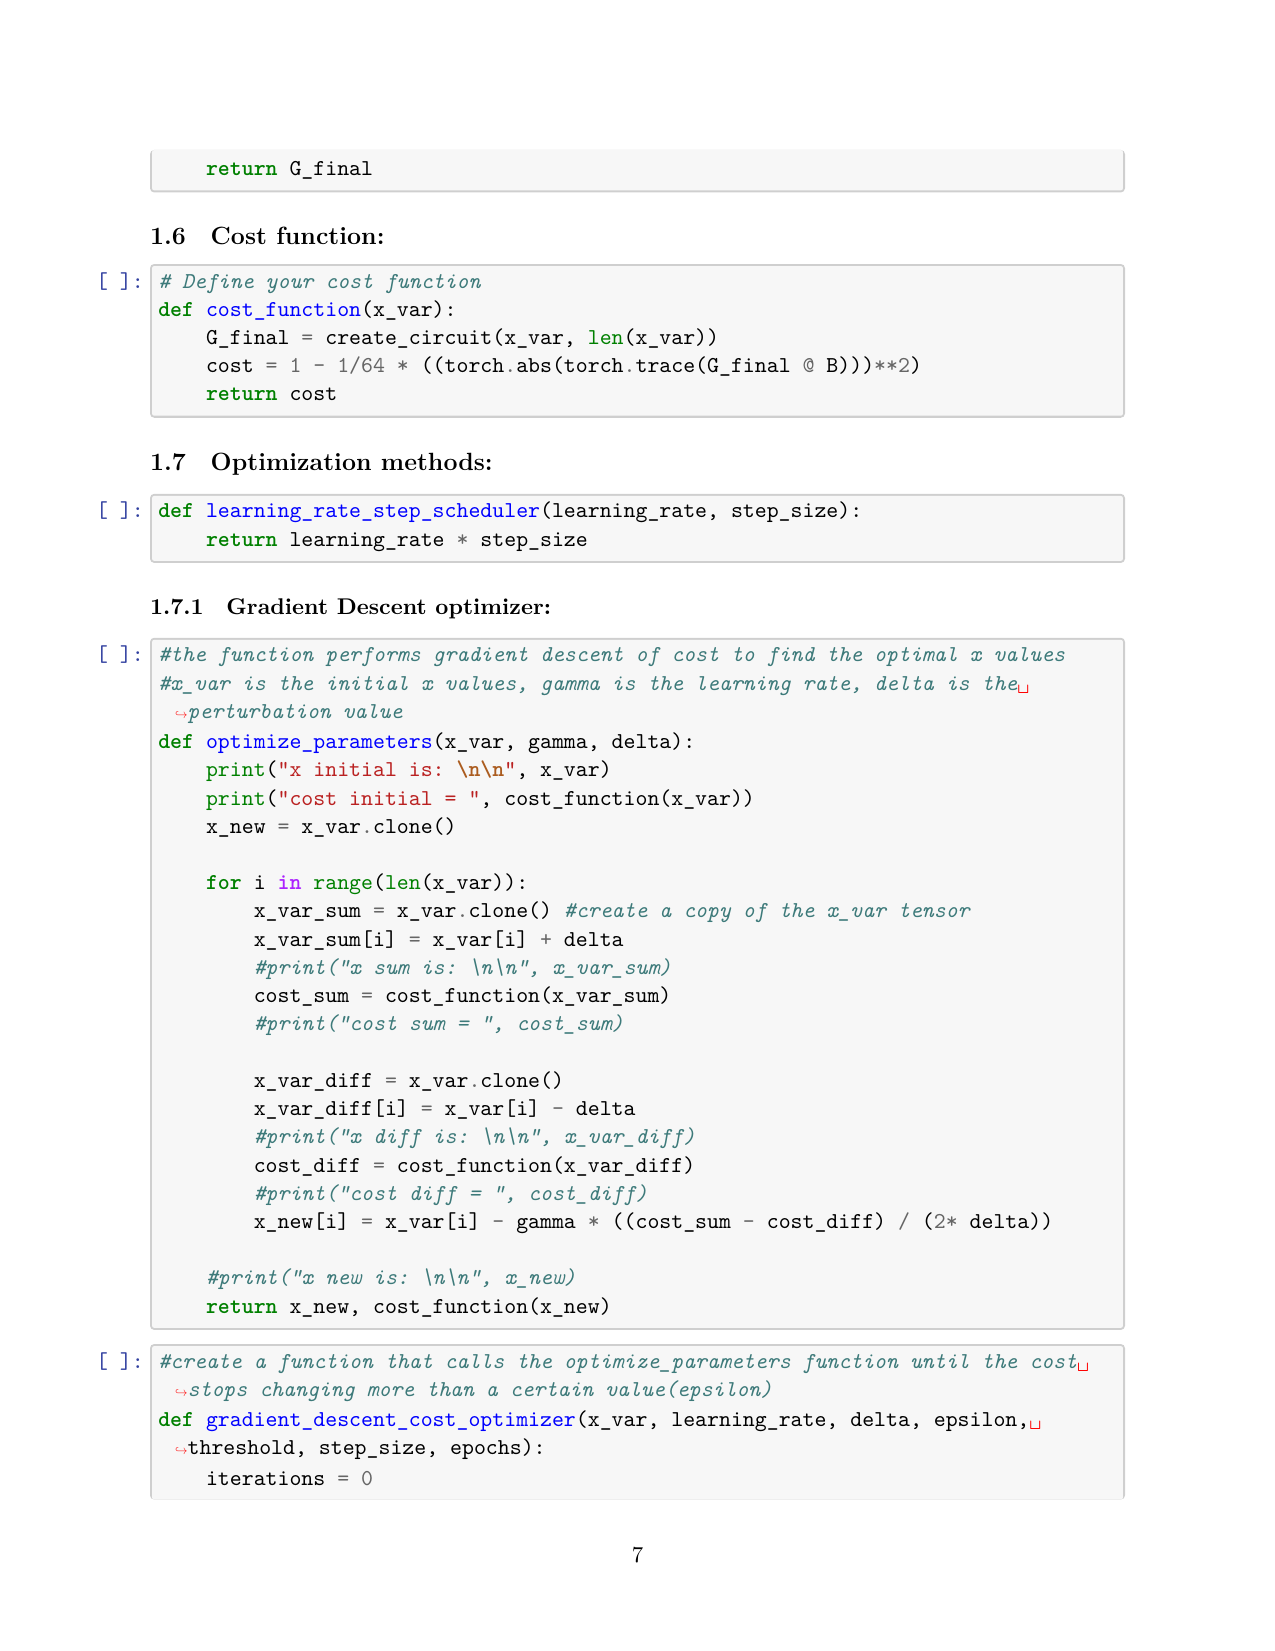 return G_final
1.6 Cost function:
[ ]: # Define your cost function
def cost_function(x_var):
    G_final = create_circuit(x_var, len(x_var))
    cost = 1 - 1/64 * ((torch.abs(torch.trace(G_final @ B)))**2)
    return cost
1.7 Optimization methods:
[ ]: def learning_rate_step_scheduler(learning_rate, step_size):
    return learning_rate * step_size
1.7.1 Gradient Descent optimizer:
[ ]: #the function performs gradient descent of cost to find the optimal x values
#x_var is the initial x values, gamma is the learning rate, delta is the␣
↪perturbation value
def optimize_parameters(x_var, gamma, delta):
    print("x initial is: \n\n", x_var)
    print("cost initial = ", cost_function(x_var))
    x_new = x_var.clone()
    for i in range(len(x_var)):
        x_var_sum = x_var.clone() #create a copy of the x_var tensor
        x_var_sum[i] = x_var[i] + delta
        #print("x sum is: \n\n", x_var_sum)
        cost_sum = cost_function(x_var_sum)
        #print("cost sum = ", cost_sum)
        x_var_diff = x_var.clone()
        x_var_diff[i] = x_var[i] - delta
        #print("x diff is: \n\n", x_var_diff)
        cost_diff = cost_function(x_var_diff)
        #print("cost diff = ", cost_diff)
        x_new[i] = x_var[i] - gamma * ((cost_sum - cost_diff) / (2* delta))
    #print("x new is: \n\n", x_new)
    return x_new, cost_function(x_new)
[ ]: #create a function that calls the optimize_parameters function until the cost␣
↪stops changing more than a certain value(epsilon)
def gradient_descent_cost_optimizer(x_var, learning_rate, delta, epsilon,␣
↪threshold, step_size, epochs):
    iterations = 0
7